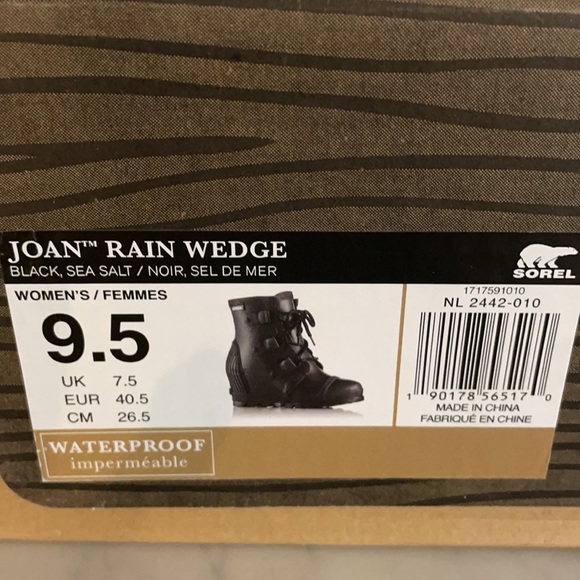 JOAN™ RAIN WEDGE
BLACK, SEA SALT / NOIR, SEL DE MER
SOREL
WOMEN'S / FEMMES
9.5
UK 7.5
EUR 40.5
CM 26.5
1717591010
NL 2442-010
1 90178 56517 0
MADE IN CHINA
FABRIQUÉ EN CHINE
WATERPROOF
imperméable